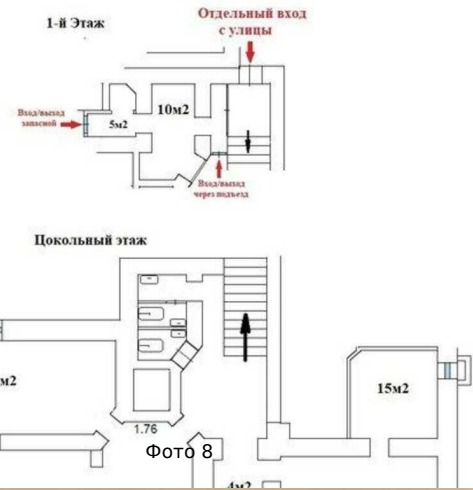 Отдельный вход
с улицы
1-й Этаж
10м2
5м2
Вход/выход
запасной
Вход/выход
через подъезд
Цокольный этаж
м2
15м2
1.76
Фото 8
4м2